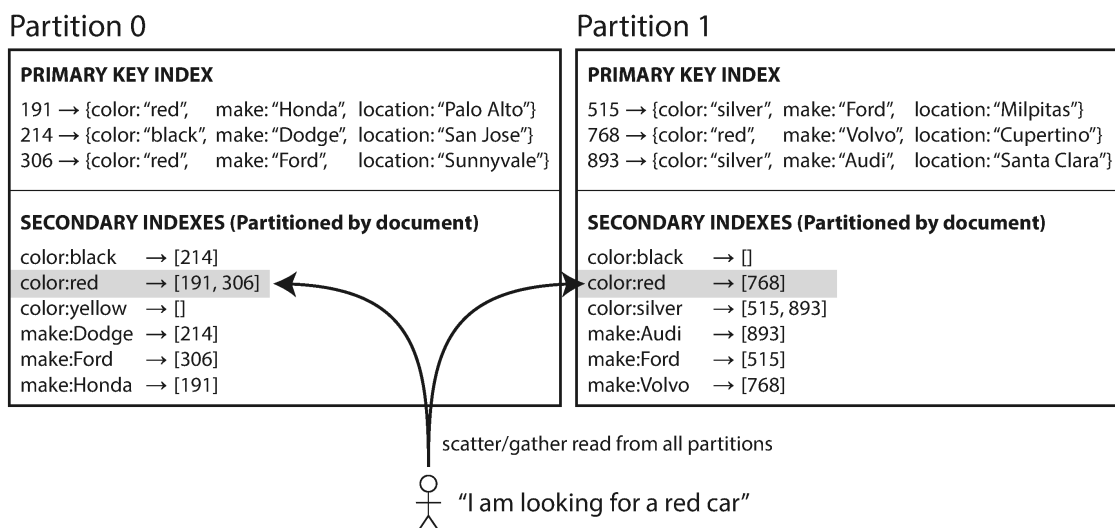 Partition 0
PRIMARY KEY INDEX
191 → {color: “red”, make: “Honda”, location: “Palo Alto”}
214 → {color: “black”, make: “Dodge”, location: “San Jose”}
306 → {color: “red”, make: “Ford”, location: “Sunnyvale”}
SECONDARY INDEXES (Partitioned by document)
color:black → [214]
color:red → [191, 306]
color:yellow → []
make:Dodge → [214]
make:Ford → [306]
make:Honda → [191]
Partition 1
PRIMARY KEY INDEX
515 → {color: “silver”, make: “Ford”, location: “Milpitas”}
768 → {color: “red”, make: “Volvo”, location: “Cupertino”}
893 → {color: “silver”, make: “Audi”, location: “Santa Clara”}
SECONDARY INDEXES (Partitioned by document)
color:black → []
color:red → [768]
color:silver → [515, 893]
make:Audi → [893]
make:Ford → [515]
make:Volvo → [768]
scatter/gather read from all partitions
“I am looking for a red car”